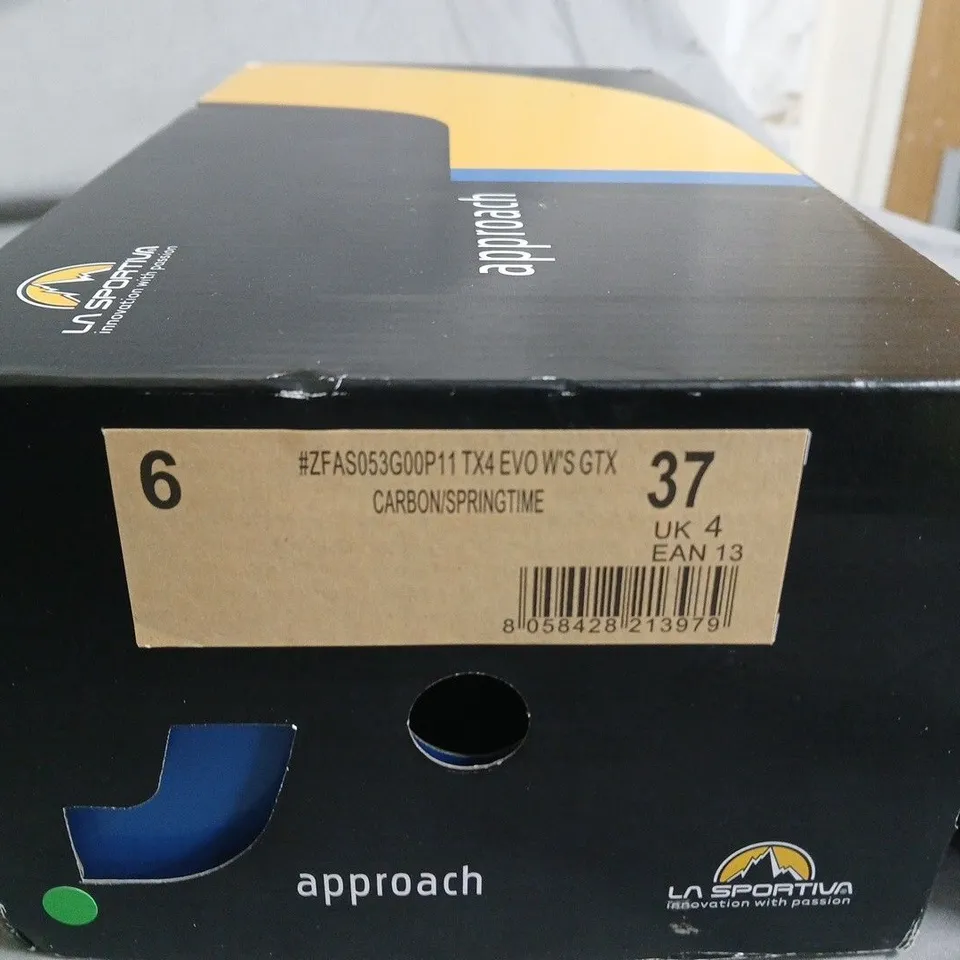 approach
LA SPORTIVA
innovation with passion
6
#ZFAS053G00P11 TX4 EVO W'S GTX
CARBON/SPRINGTIME
37
UK 4
EAN 13
8 058428 213979
approach
LA SPORTIVA
innovation with passion